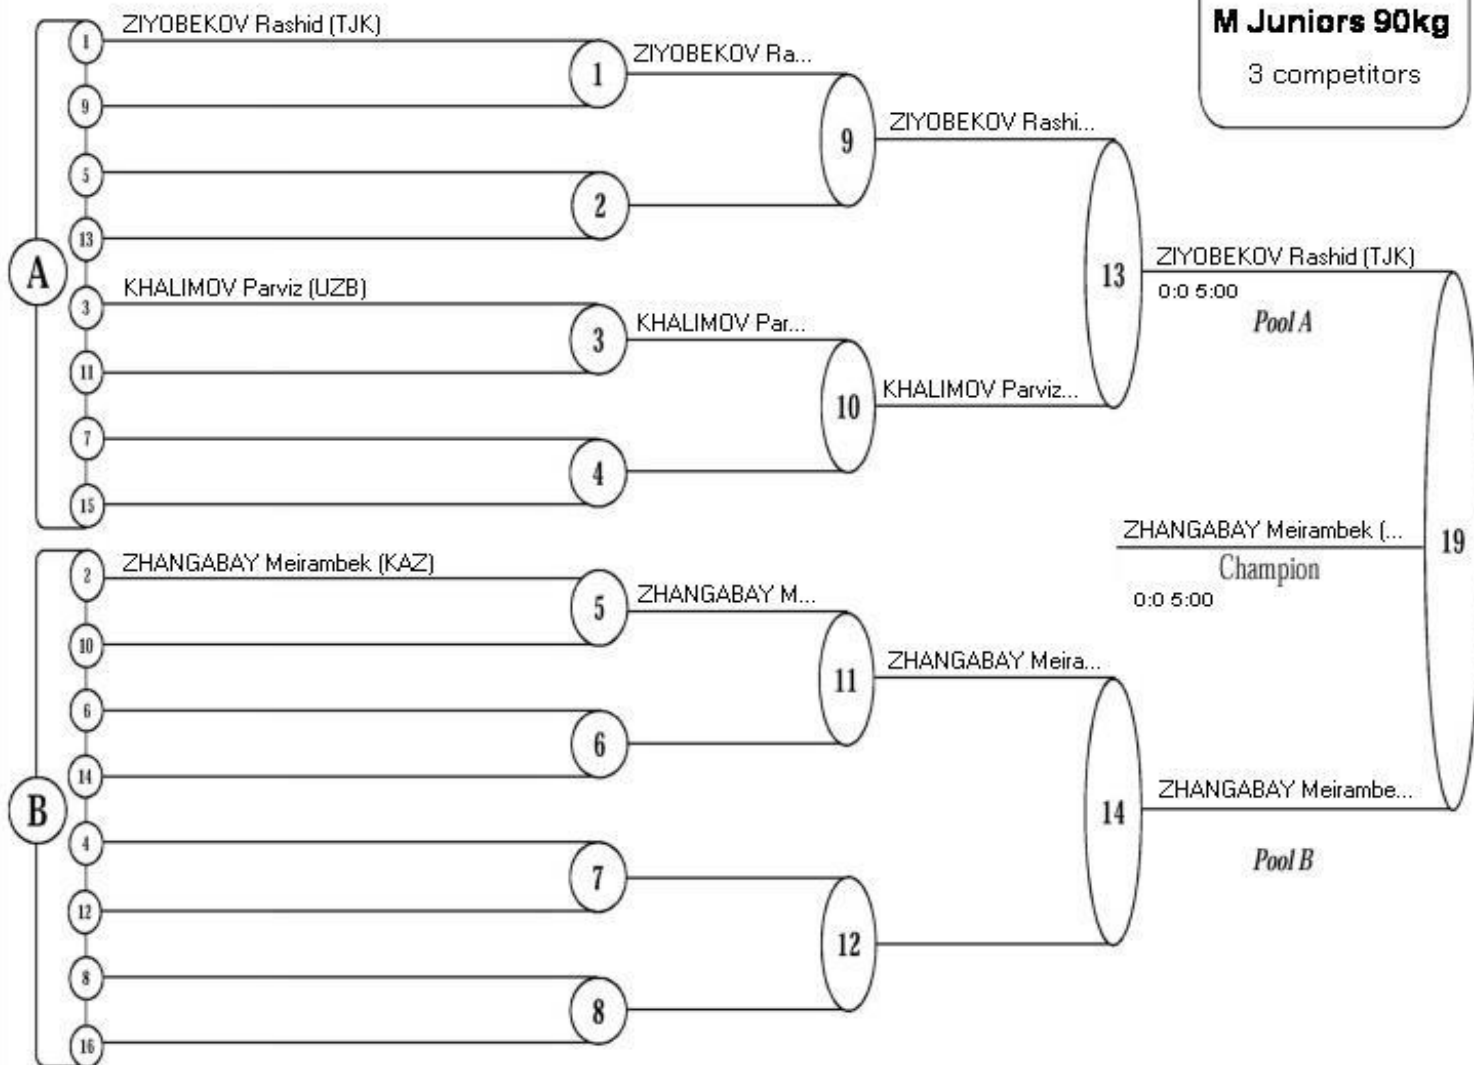 M Juniors 90kg
3 competitors
A
1
ZIYOBEKOV Rashid (TJK)
9
5
13
3
KHALIMOV Parviz (UZB)
11
7
15
1
ZIYOBEKOV Ra...
2
3
KHALIMOV Par...
4
9
ZIYOBEKOV Rashi...
10
KHALIMOV Parviz...
13
ZIYOBEKOV Rashid (TJK)
0:0 5:00
Pool A
B
2
ZHANGABAY Meirambek (KAZ)
10
6
14
4
12
8
16
5
ZHANGABAY M...
6
7
8
11
ZHANGABAY Meira...
12
14
ZHANGABAY Meirambe...
Pool B
19
ZHANGABAY Meirambek (...
Champion
0:0 5:00